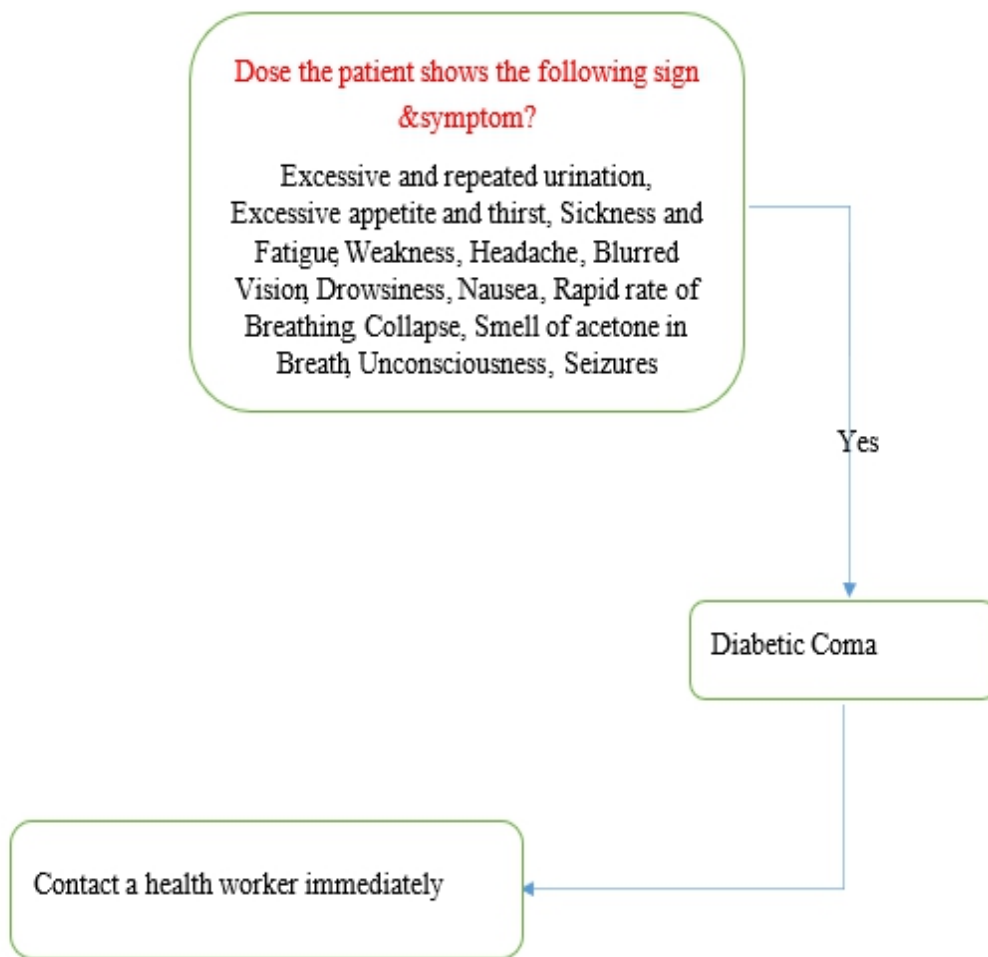 Dose the patient shows the following sign
&symptom?
Excessive and repeated urination,
Excessive appetite and thirst, Sickness and
Fatigue, Weakness, Headache, Blurred
Vision, Drowsiness, Nausea, Rapid rate of
Breathing, Collapse, Smell of acetone in
Breath, Unconsciousness, Seizures
Yes
Diabetic Coma
Contact a health worker immediately